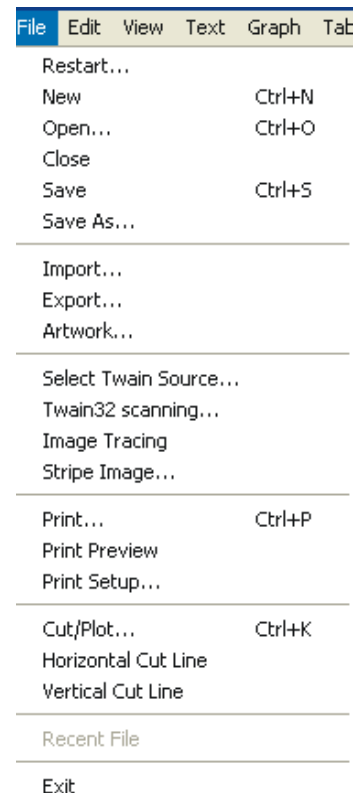 File Edit View Text Graph Tab
Restart...
New Ctrl+N
Open... Ctrl+O
Close
Save Ctrl+S
Save As...
Import...
Export...
Artwork...
Select Twain Source...
Twain32 scanning...
Image Tracing
Stripe Image...
Print... Ctrl+P
Print Preview
Print Setup...
Cut/Plot... Ctrl+K
Horizontal Cut Line
Vertical Cut Line
Recent File
Exit